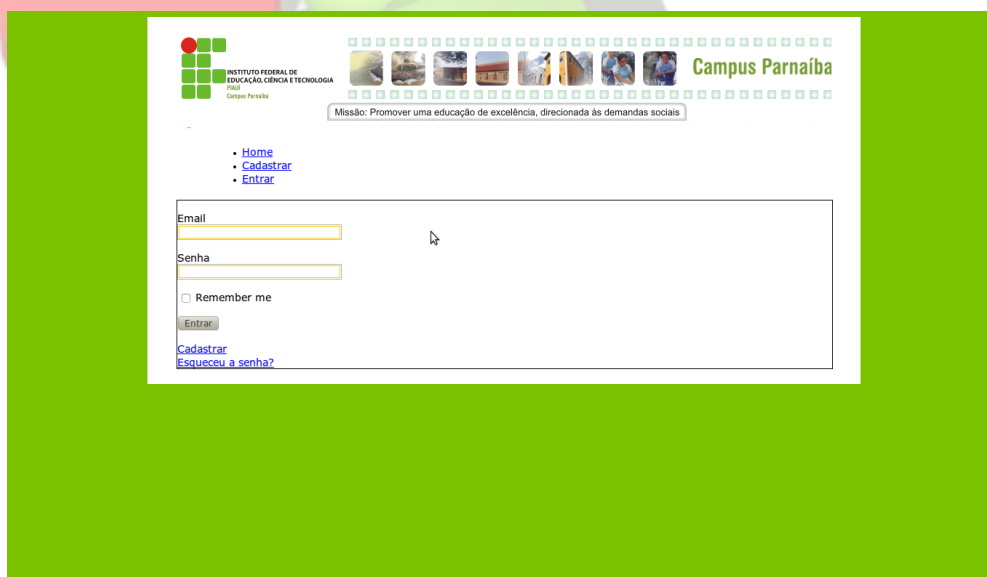 INSTITUTO FEDERAL DE
EDUCAÇÃO, CIÊNCIA E TECNOLOGIA
PIAUÍ
Campus Parnaíba
Campus Parnaíba
Missão: Promover uma educação de excelência, direcionada às demandas sociais
Home
Cadastrar
Entrar
Email
Senha
Remember me
Entrar
Cadastrar
Esqueceu a senha?